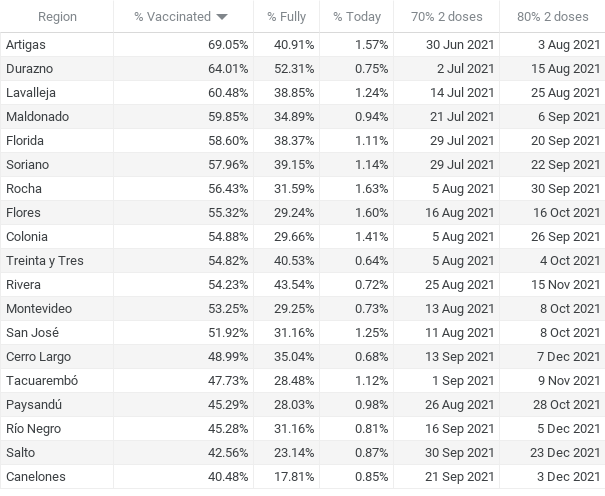 Region % Vaccinated % Fully % Today 70% 2 doses 80% 2 doses
Artigas 69.05% 40.91% 1.57% 30 Jun 2021 3 Aug 2021
Durazno 64.01% 52.31% 0.75% 2 Jul 2021 15 Aug 2021
Lavalleja 60.48% 38.85% 1.24% 14 Jul 2021 25 Aug 2021
Maldonado 59.85% 34.89% 0.94% 21 Jul 2021 6 Sep 2021
Florida 58.60% 38.37% 1.11% 29 Jul 2021 20 Sep 2021
Soriano 57.96% 39.15% 1.14% 29 Jul 2021 22 Sep 2021
Rocha 56.43% 31.59% 1.63% 5 Aug 2021 30 Sep 2021
Flores 55.32% 29.24% 1.60% 16 Aug 2021 16 Oct 2021
Colonia 54.88% 29.66% 1.41% 5 Aug 2021 26 Sep 2021
Treinta y Tres 54.82% 40.53% 0.64% 5 Aug 2021 4 Oct 2021
Rivera 54.23% 43.54% 0.72% 25 Aug 2021 15 Nov 2021
Montevideo 53.25% 29.25% 0.73% 13 Aug 2021 8 Oct 2021
San José 51.92% 31.16% 1.25% 11 Aug 2021 8 Oct 2021
Cerro Largo 48.99% 35.04% 0.68% 13 Sep 2021 7 Dec 2021
Tacuarembó 47.73% 28.48% 1.12% 1 Sep 2021 9 Nov 2021
Paysandú 45.29% 28.03% 0.98% 26 Aug 2021 28 Oct 2021
Río Negro 45.28% 31.16% 0.81% 16 Sep 2021 5 Dec 2021
Salto 42.56% 23.14% 0.87% 30 Sep 2021 23 Dec 2021
Canelones 40.48% 17.81% 0.85% 21 Sep 2021 3 Dec 2021